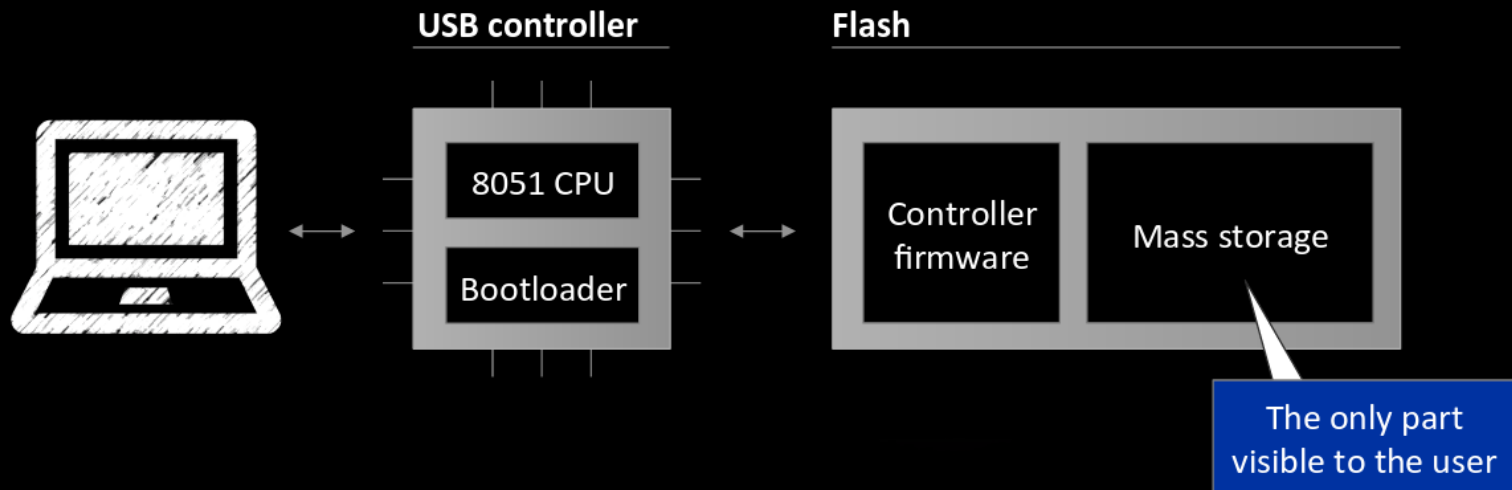 USB controller
Flash
8051 CPU
Bootloader
Controller
firmware
Mass storage
The only part
visible to the user